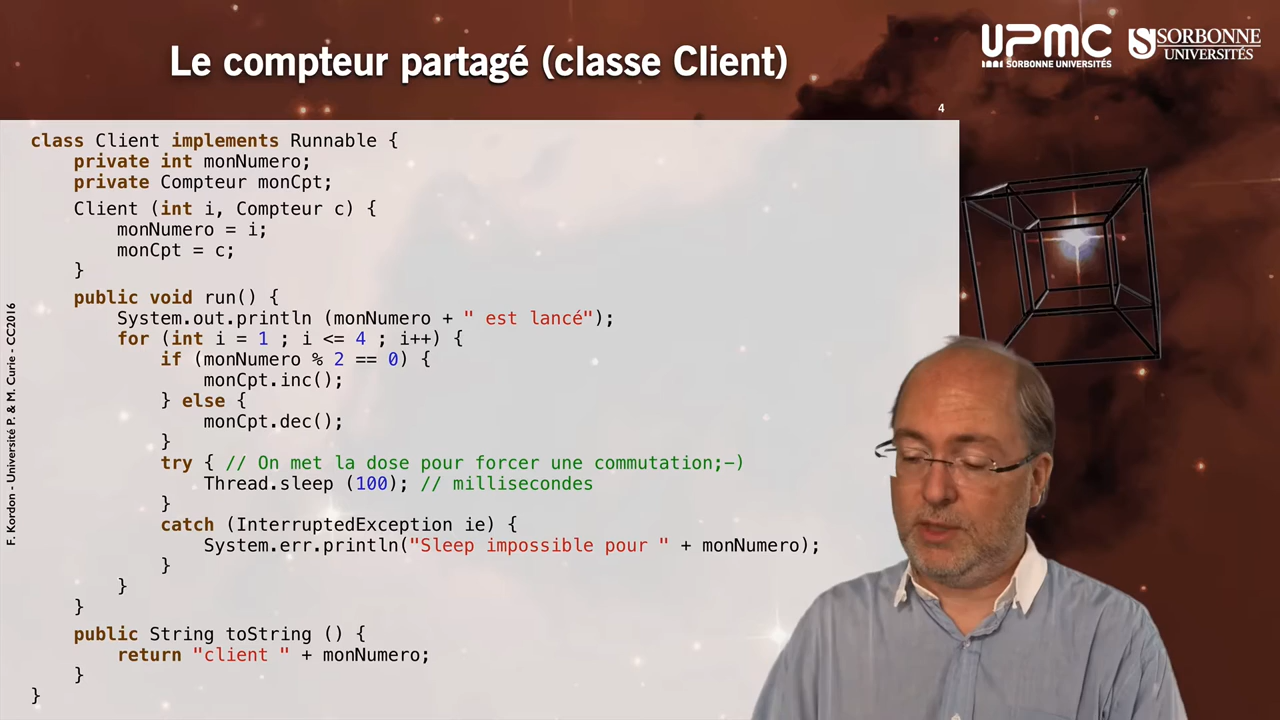 Le compteur partagé (classe Client)
UPMC
SORBONNE UNIVERSITÉS
SORBONNE
UNIVERSITÉS
4
class Client implements Runnable {
    private int monNumero;
    private Compteur monCpt;
    Client (int i, Compteur c) {
        monNumero = i;
        monCpt = c;
    }
    public void run() {
        System.out.println (monNumero + " est lancé");
        for (int i = 1 ; i <= 4 ; i++) {
            if (monNumero % 2 == 0) {
                monCpt.inc();
            } else {
                monCpt.dec();
            }
            try { // On met la dose pour forcer une commutation;-)
                Thread.sleep (100); // millisecondes
            }
            catch (InterruptedException ie) {
                System.err.println("Sleep impossible pour " + monNumero);
            }
        }
    }
    public String toString () {
        return "client " + monNumero;
    }
}
F. Kordon - Université P. & M. Curie - CC2016